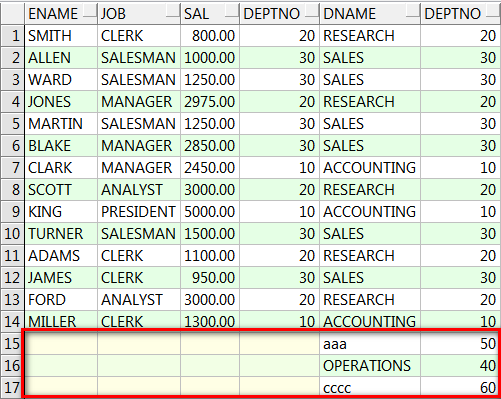 ENAME JOB SAL DEPTNO DNAME DEPTNO
1 SMITH CLERK 800.00 20 RESEARCH 20
2 ALLEN SALESMAN 1000.00 30 SALES 30
3 WARD SALESMAN 1250.00 30 SALES 30
4 JONES MANAGER 2975.00 20 RESEARCH 20
5 MARTIN SALESMAN 1250.00 30 SALES 30
6 BLAKE MANAGER 2850.00 30 SALES 30
7 CLARK MANAGER 2450.00 10 ACCOUNTING 10
8 SCOTT ANALYST 3000.00 20 RESEARCH 20
9 KING PRESIDENT 5000.00 10 ACCOUNTING 10
10 TURNER SALESMAN 1500.00 30 SALES 30
11 ADAMS CLERK 1100.00 20 RESEARCH 20
12 JAMES CLERK 950.00 30 SALES 30
13 FORD ANALYST 3000.00 20 RESEARCH 20
14 MILLER CLERK 1300.00 10 ACCOUNTING 10
15 aaa 50
16 OPERATIONS 40
17 cccc 60